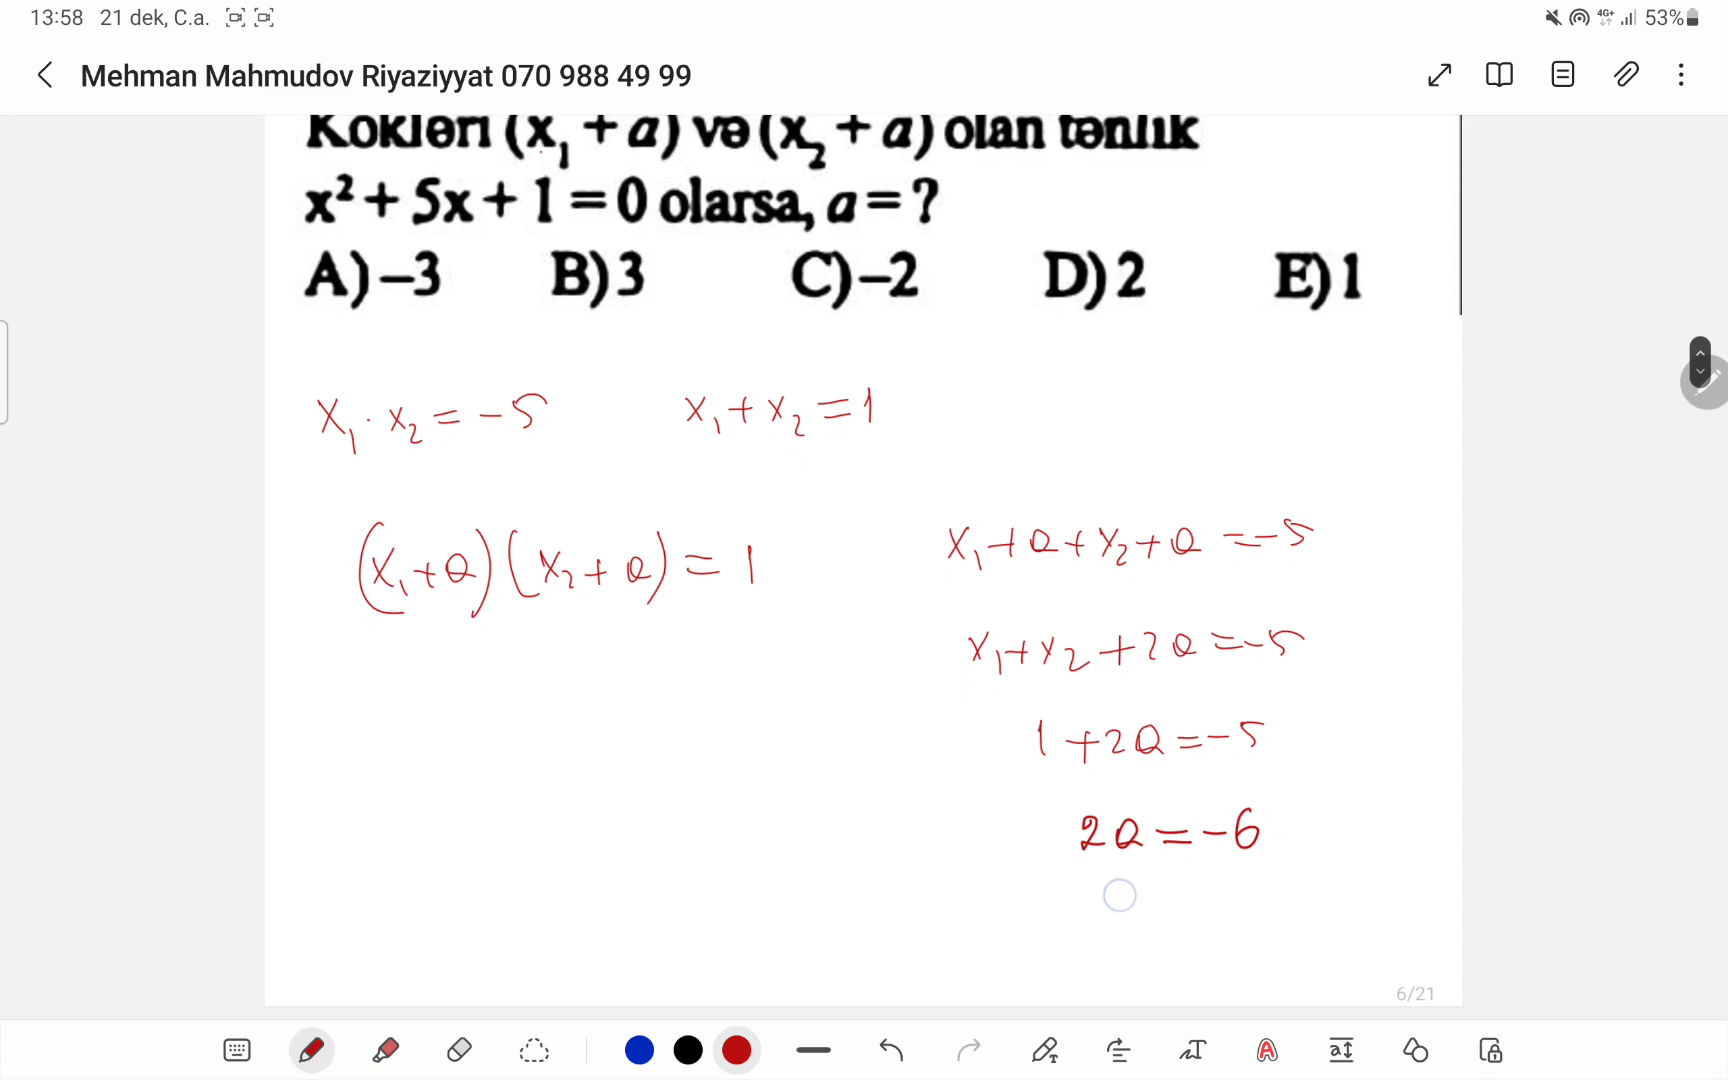 13:58 21 dek, C.a. 4G+ 53%
Mehman Mahmudov Riyaziyyat 070 988 49 99
Kökləri (x₁ + a) və (x₂ + a) olan tənlik
x² + 5x + 1 = 0 olarsa, a = ?
A) –3 B) 3 C) –2 D) 2 E) 1
x₁ · x₂ = -5 x₁ + x₂ = 1
(x₁+a)(x₂+a) = 1
x₁+a+x₂+a = -5
x₁+x₂+2a = -5
1+2a = -5
2a = -6
6/21